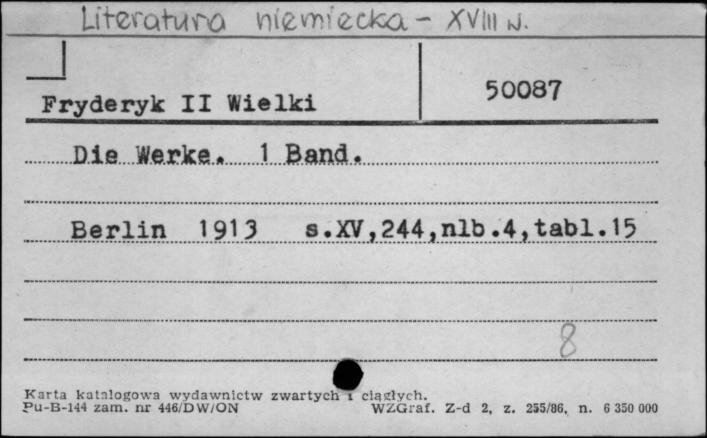 Literatura niemiecka - XVIII w.
Fryderyk II Wielki
50087
Die Werke. 1 Band.
Berlin 1913 s.XV,244,nlb.4,tabl.15
8
Karta katalogowa wydawnictw zwartych i ciągłych.
Pu-B-144 zam. nr 446/DW/ON WZGraf. Z-d 2, z. 255/86, n. 6 350 000